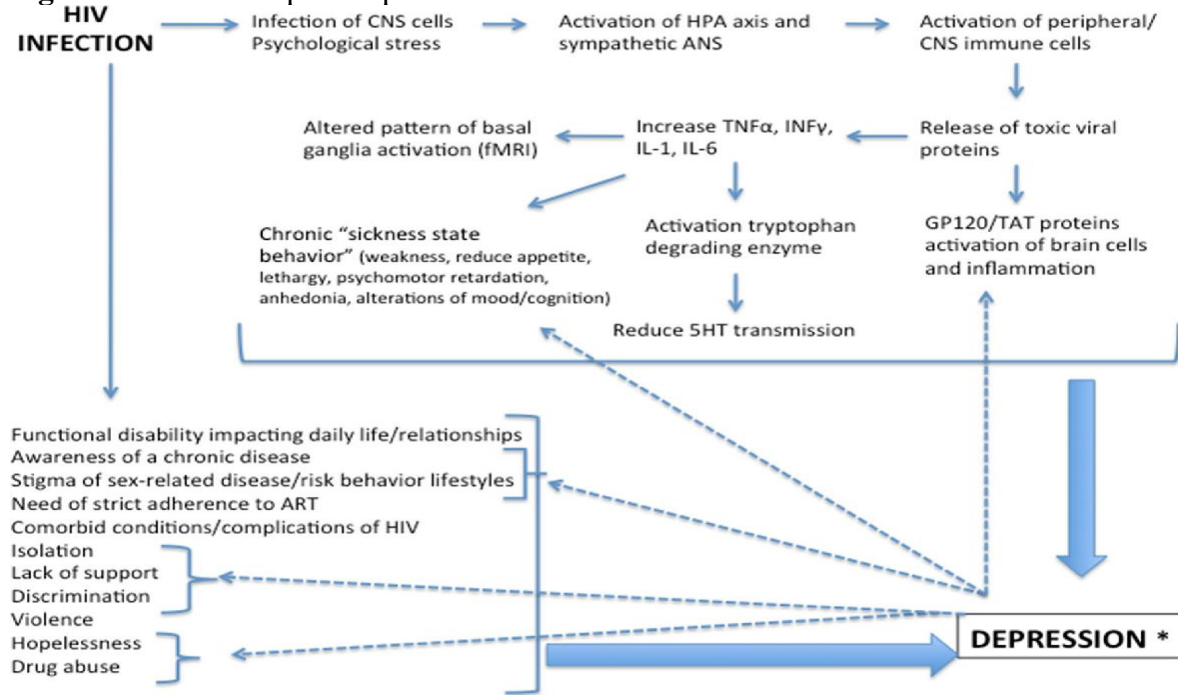 HIV
INFECTION
Infection of CNS cells
Psychological stress
Activation of HPA axis and
sympathetic ANS
Activation of peripheral/
CNS immune cells
Altered pattern of basal
ganglia activation (fMRI)
Increase TNFα, INFγ,
IL-1, IL-6
Release of toxic viral
proteins
Chronic “sickness state
behavior” (weakness, reduce appetite,
lethargy, psychomotor retardation,
anhedonia, alterations of mood/cognition)
Activation tryptophan
degrading enzyme
Reduce 5HT transmission
GP120/TAT proteins
activation of brain cells
and inflammation
Functional disability impacting daily life/relationships
Awareness of a chronic disease
Stigma of sex-related disease/risk behavior lifestyles
Need of strict adherence to ART
Comorbid conditions/complications of HIV
Isolation
Lack of support
Discrimination
Violence
Hopelessness
Drug abuse
DEPRESSION *